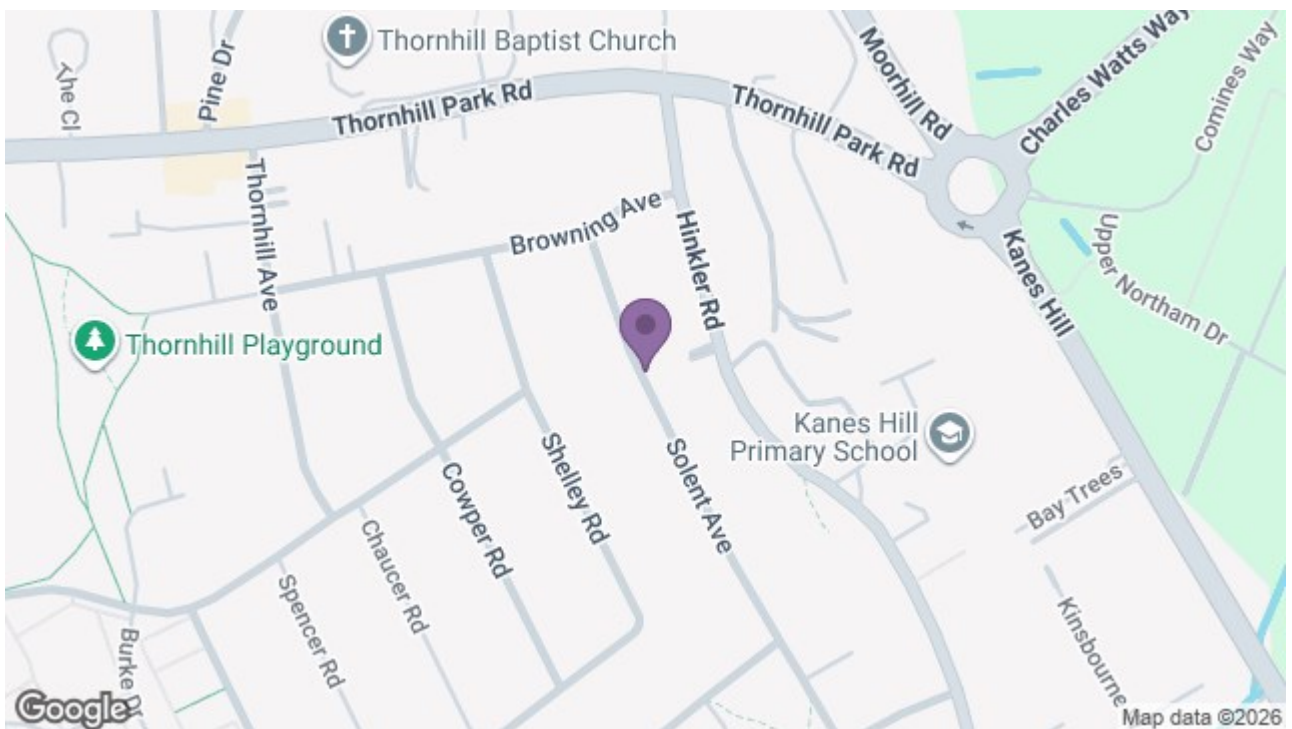 Thornhill Baptist Church
Pine Dr
Thornhill Park Rd
Moorhill Rd
Charles Watts Way
Comines Way
Thornhill Park Rd
Thornhill Ave
Browning Ave
Hinkler Rd
Kanes Hill
Upper Northam Dr
Thornhill Playground
Kanes Hill
Primary School
Solent Ave
Shelley Rd
Cowper Rd
Chaucer Rd
Spencer Rd
Bay Trees
Kinsbourne
Burke Dr
Google
Map data ©2026